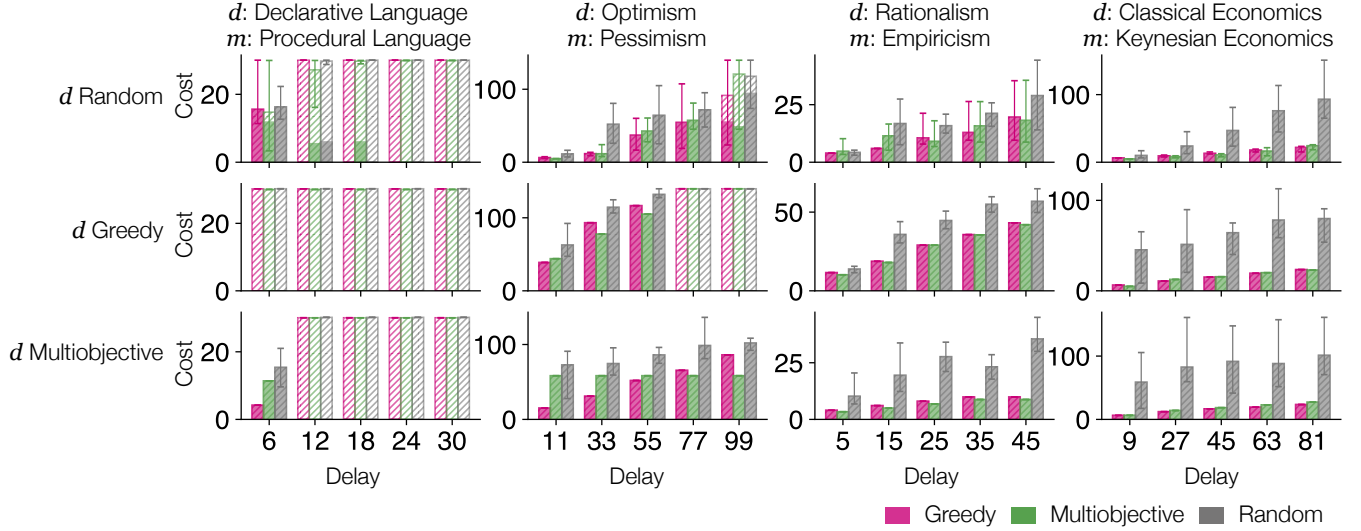 d: Declarative Language
m: Procedural Language
d: Optimism
m: Pessimism
d: Rationalism
m: Empiricism
d: Classical Economics
m: Keynesian Economics
d Random
Cost
20
0
100
0
25
0
100
0
d Greedy
Cost
20
0
100
0
50
0
100
0
d Multiobjective
Cost
20
0
100
0
25
0
100
0
6 12 18 24 30
11 33 55 77 99
5 15 25 35 45
9 27 45 63 81
Delay
Delay
Delay
Delay
Greedy
Multiobjective
Random